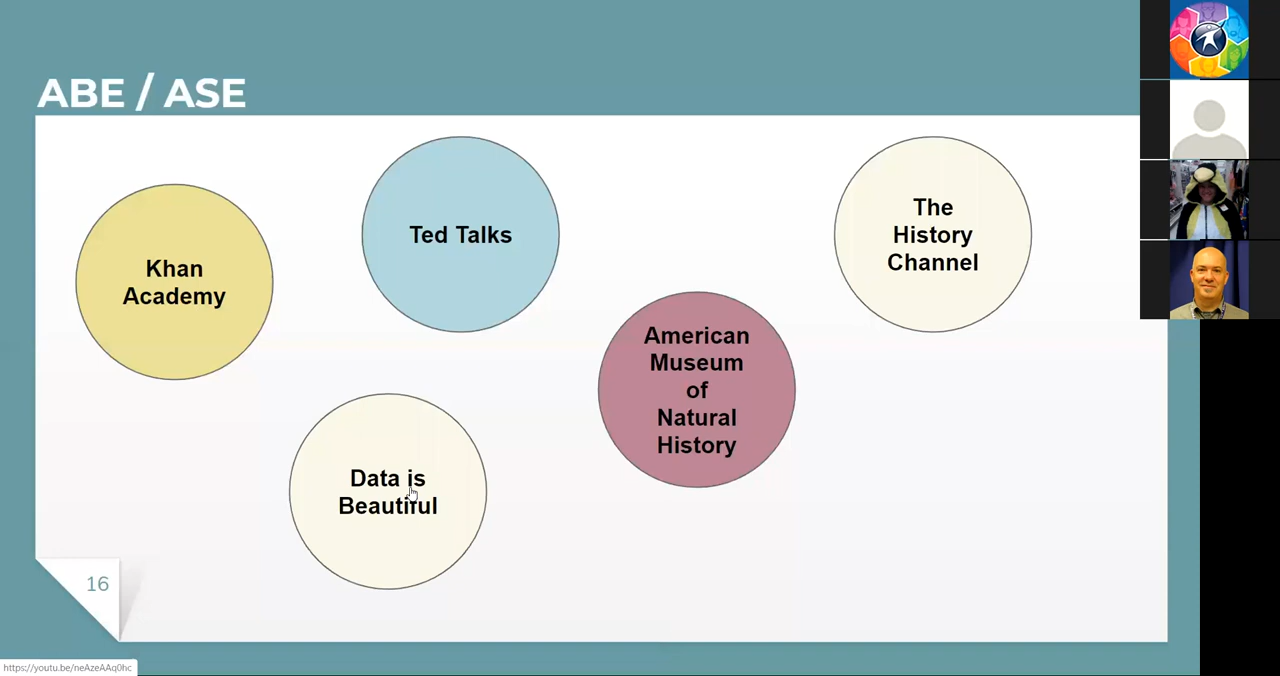 ABE / ASE
Khan
Academy
Ted Talks
The
History
Channel
American
Museum
of
Natural
History
Data is
Beautiful
16
https://youtu.be/neAzeAAq0hc